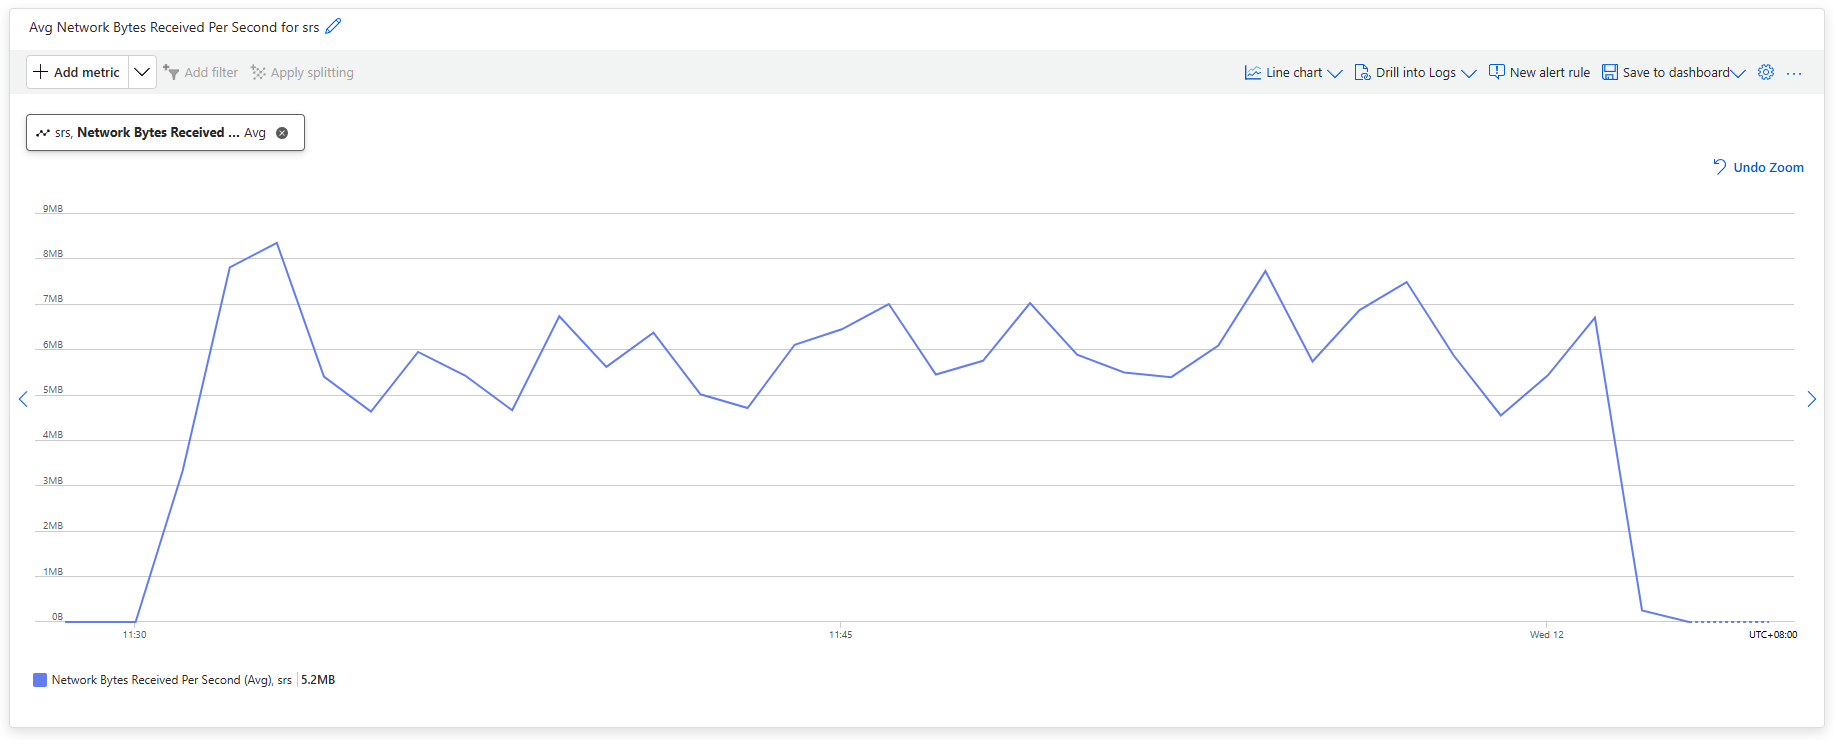 Avg Network Bytes Received Per Second for srs
Add metric Add filter Apply splitting Line chart Drill into Logs New alert rule Save to dashboard ...
srs, Network Bytes Received ... Avg
Undo Zoom
9MB
8MB
7MB
6MB
5MB
4MB
3MB
2MB
1MB
0B
11:30 11:45 Wed 12 UTC+08:00
Network Bytes Received Per Second (Avg), srs 5.2MB